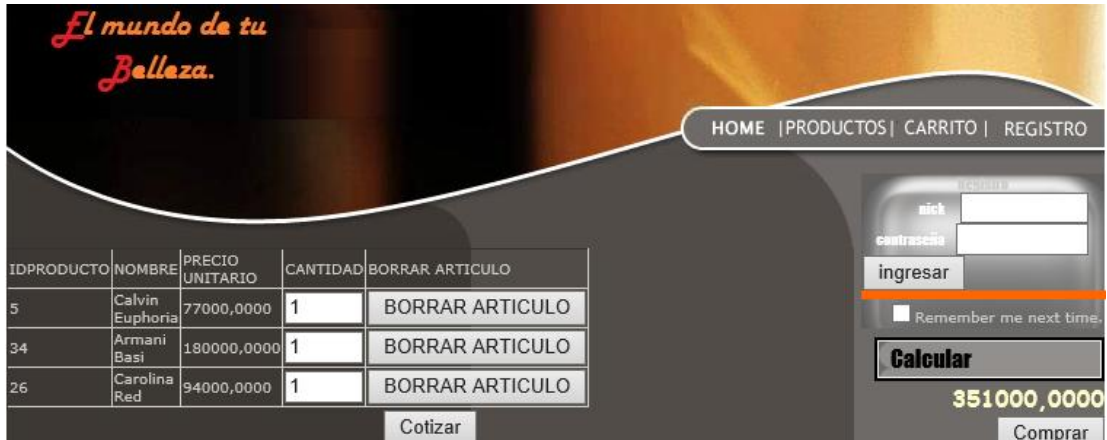 El mundo de tu
Belleza.
HOME | PRODUCTOS | CARRITO | REGISTRO
nick
contraseña
ingresar
Remember me next time.
IDPRODUCTO NOMBRE PRECIO UNITARIO CANTIDAD BORRAR ARTICULO
5 Calvin Euphoria 77000,0000 1 BORRAR ARTICULO
34 Armani Basi 180000,0000 1 BORRAR ARTICULO
26 Carolina Red 94000,0000 1 BORRAR ARTICULO
Cotizar
Calcular
351000,0000
Comprar